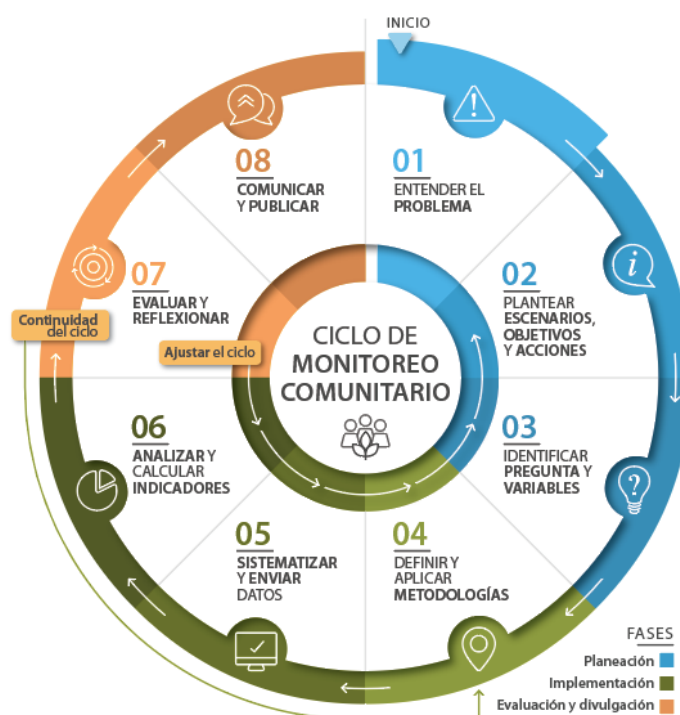 INICIO
01
ENTENDER EL
PROBLEMA
02
PLANTEAR
ESCENARIOS,
OBJETIVOS
Y ACCIONES
03
IDENTIFICAR
PREGUNTA Y
VARIABLES
04
DEFINIR Y
APLICAR
METODOLOGÍAS
05
SISTEMATIZAR
Y ENVIAR
DATOS
06
ANALIZAR Y
CALCULAR
INDICADORES
07
EVALUAR Y
REFLEXIONAR
08
COMUNICAR
Y PUBLICAR
Continuidad
del ciclo
Ajustar el ciclo
CICLO DE
MONITOREO
COMUNITARIO
FASES
Planeación
Implementación
Evaluación y divulgación